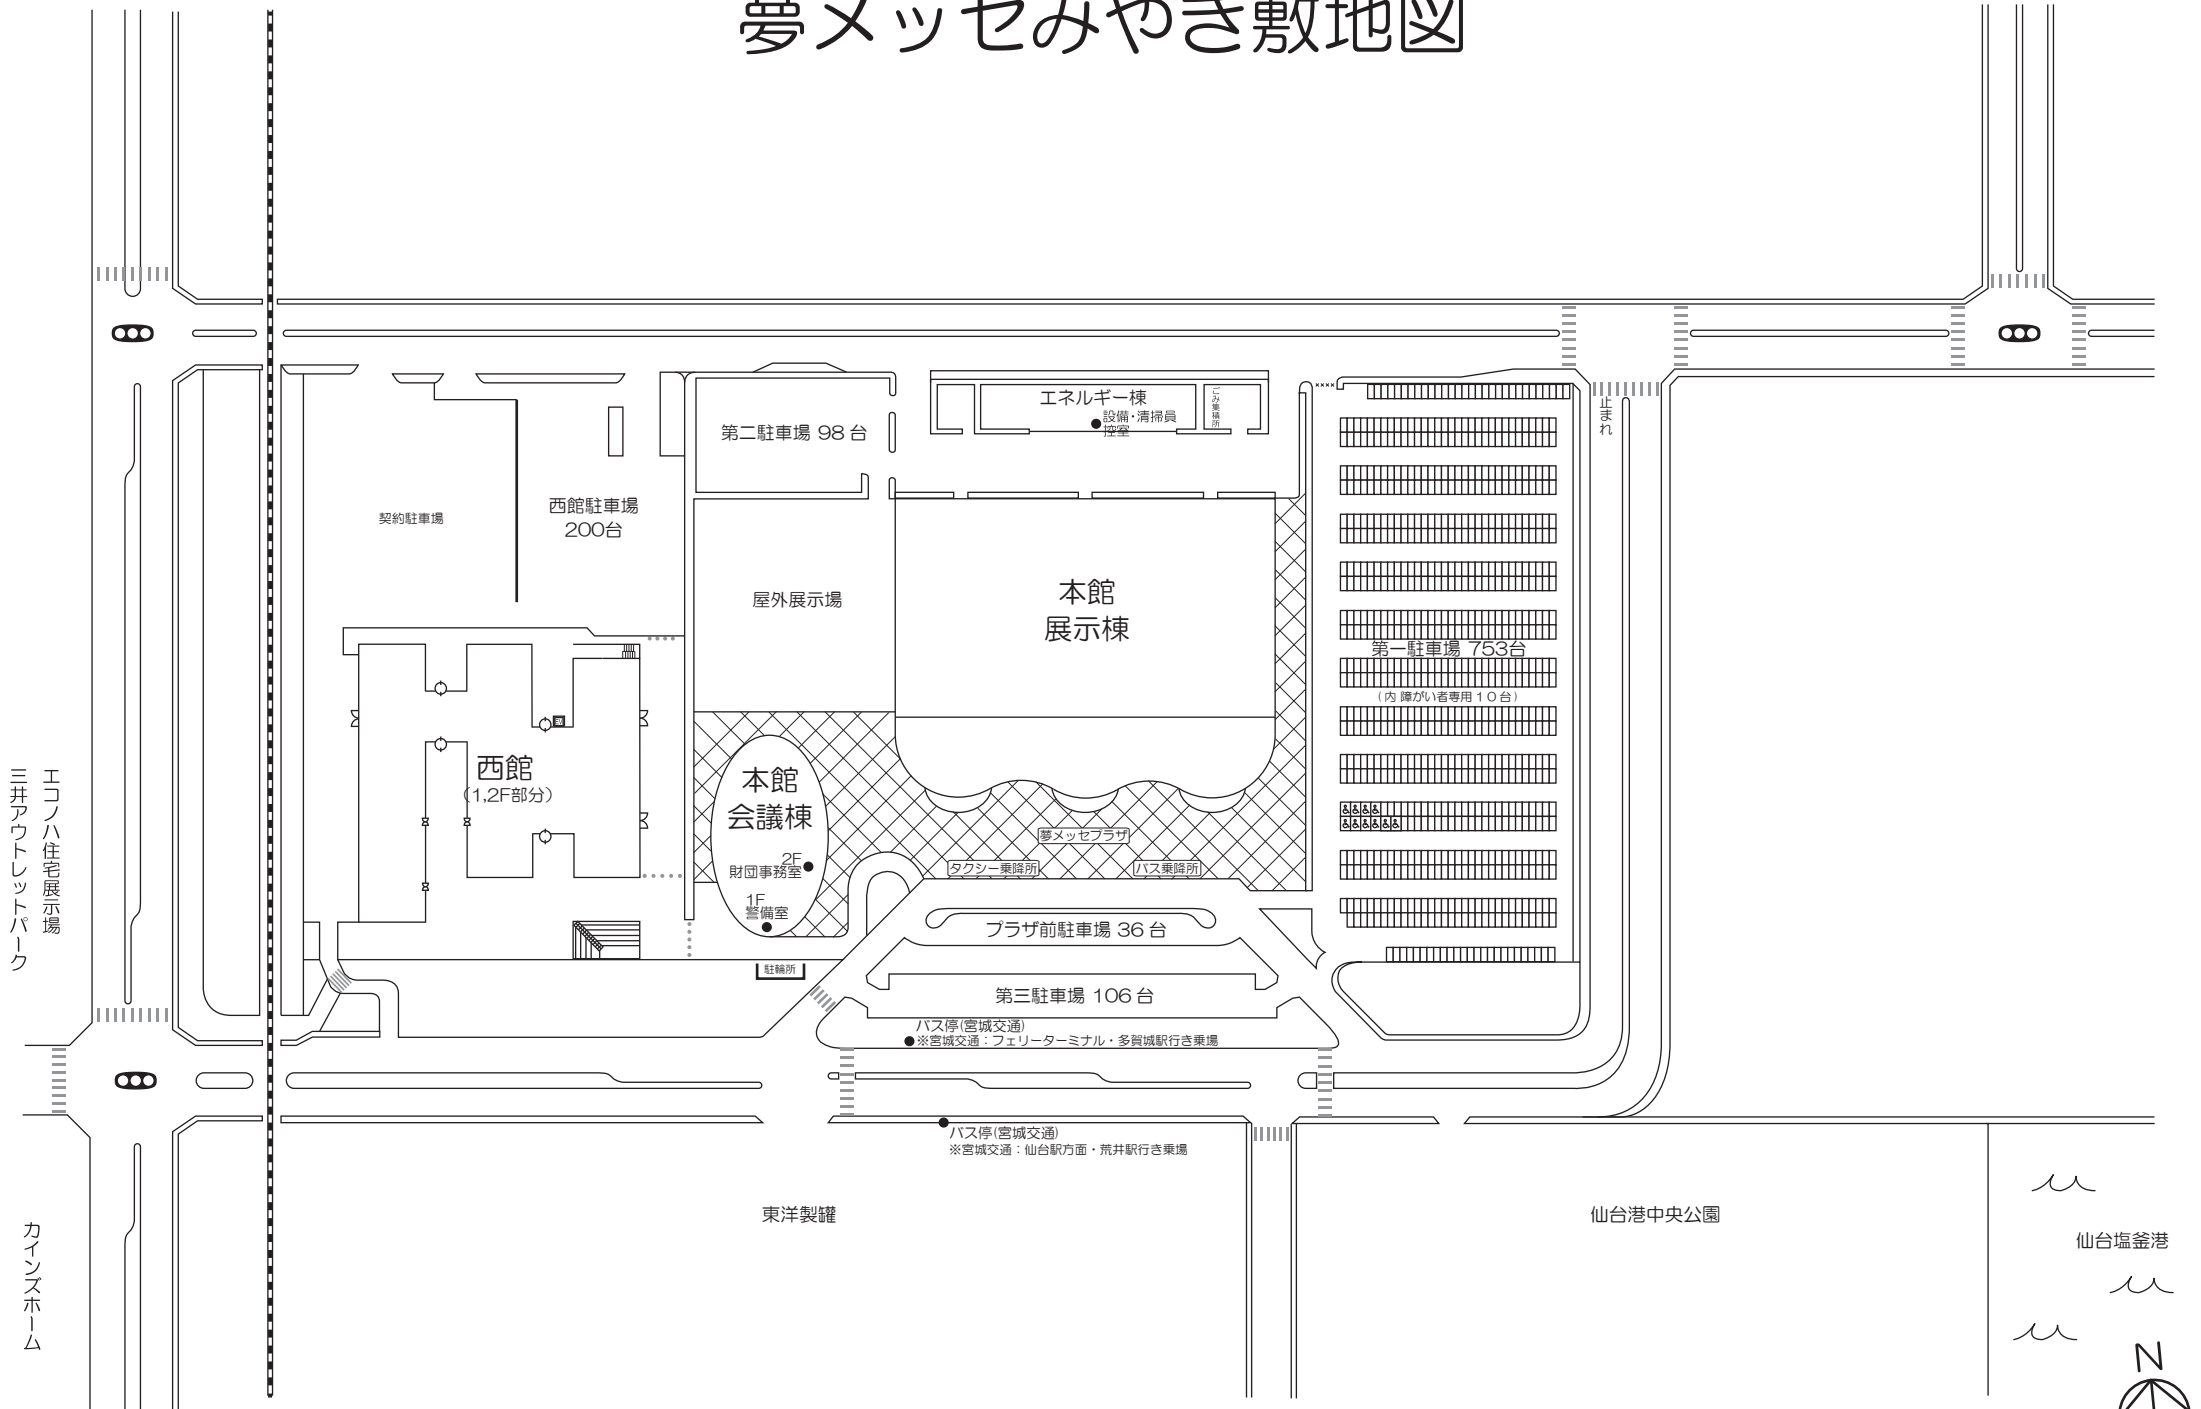 夢メッセみやぎ敷地図
エネルギー棟
設備・清掃員
控室
ごみ集積所
止まれ
第二駐車場 98 台
西館駐車場
200台
契約駐車場
屋外展示場
本館
展示棟
第一駐車場 753台
(内 障がい者専用 10台)
EV
西館
(1,2F部分)
本館
会議棟
2F
財団事務室
1F
警備室
駐輪所
夢メッセプラザ
タクシー乗降所
バス乗降所
プラザ前駐車場 36 台
第三駐車場 106 台
バス停(宮城交通)
※宮城交通：フェリーターミナル・多賀城駅行き乗場
バス停(宮城交通)
※宮城交通：仙台駅方面・荒井駅行き乗場
エコノハ住宅展示場
三井アウトレットパーク
カインズホーム
東洋製罐
仙台港中央公園
仙台塩釜港
N